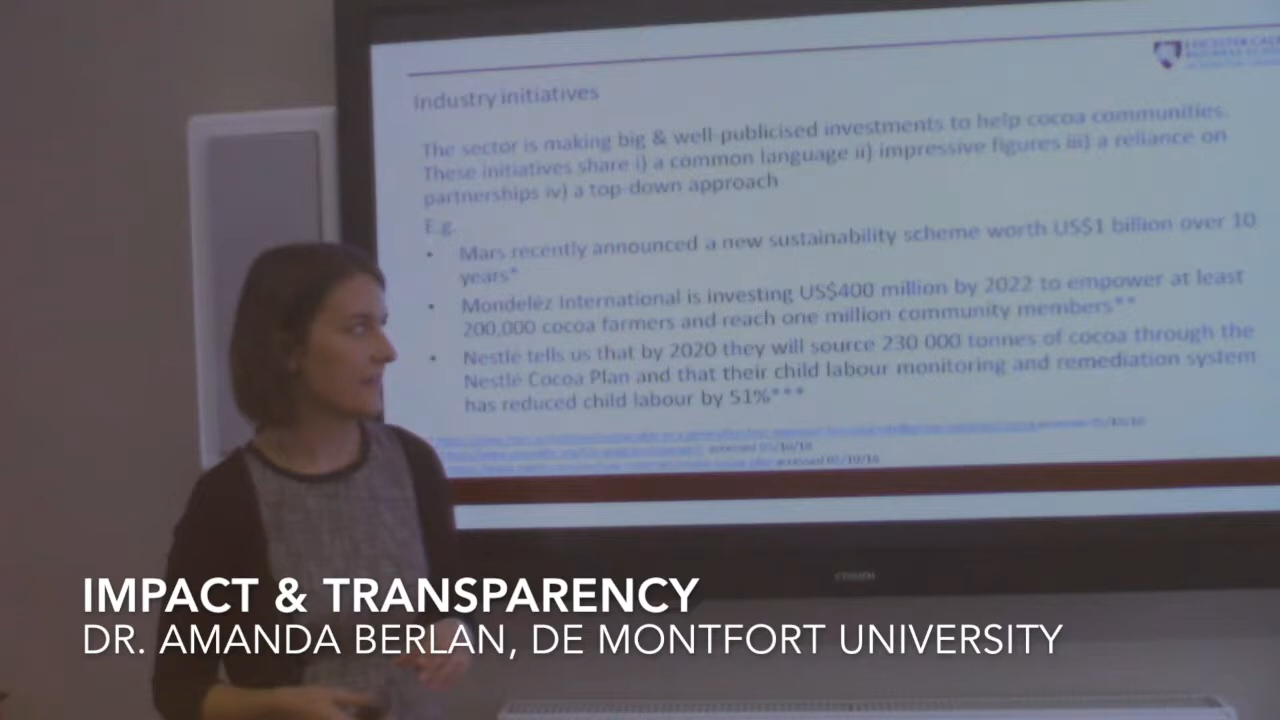 Industry initiatives
The sector is making big & well-publicised investments to help cocoa communities.
These initiatives share i) a common language ii) impressive figures iii) a reliance on
partnerships iv) a top-down approach
E.g.
• Mars recently announced a new sustainability scheme worth US$1 billion over 10
years*
• Mondelēz International is investing US$400 million by 2022 to empower at least
200,000 cocoa farmers and reach one million community members**
• Nestlé tells us that by 2020 they will source 230 000 tonnes of cocoa through the
Nestlé Cocoa Plan and that their child labour monitoring and remediation system
has reduced child labour by 51%***
IMPACT & TRANSPARENCY
DR. AMANDA BERLAN, DE MONTFORT UNIVERSITY